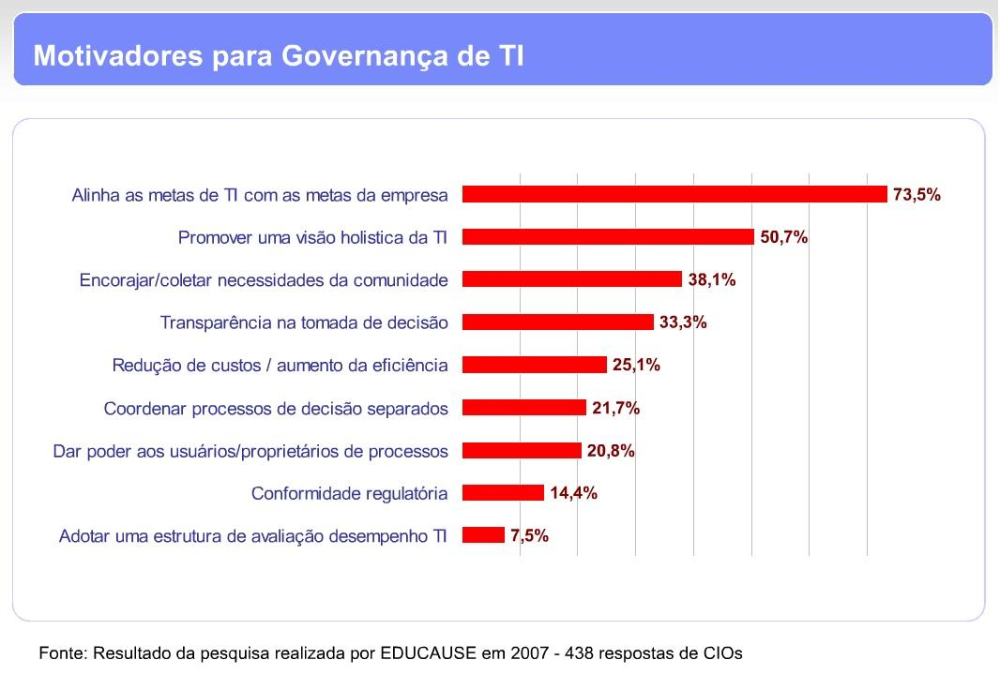 Motivadores para Governança de TI
Alinha as metas de TI com as metas da empresa 73,5%
Promover uma visão holistica da TI 50,7%
Encorajar/coletar necessidades da comunidade 38,1%
Transparência na tomada de decisão 33,3%
Redução de custos / aumento da eficiência 25,1%
Coordenar processos de decisão separados 21,7%
Dar poder aos usuários/proprietários de processos 20,8%
Conformidade regulatória 14,4%
Adotar uma estrutura de avaliação desempenho TI 7,5%
Fonte: Resultado da pesquisa realizada por EDUCAUSE em 2007 - 438 respostas de CIOs